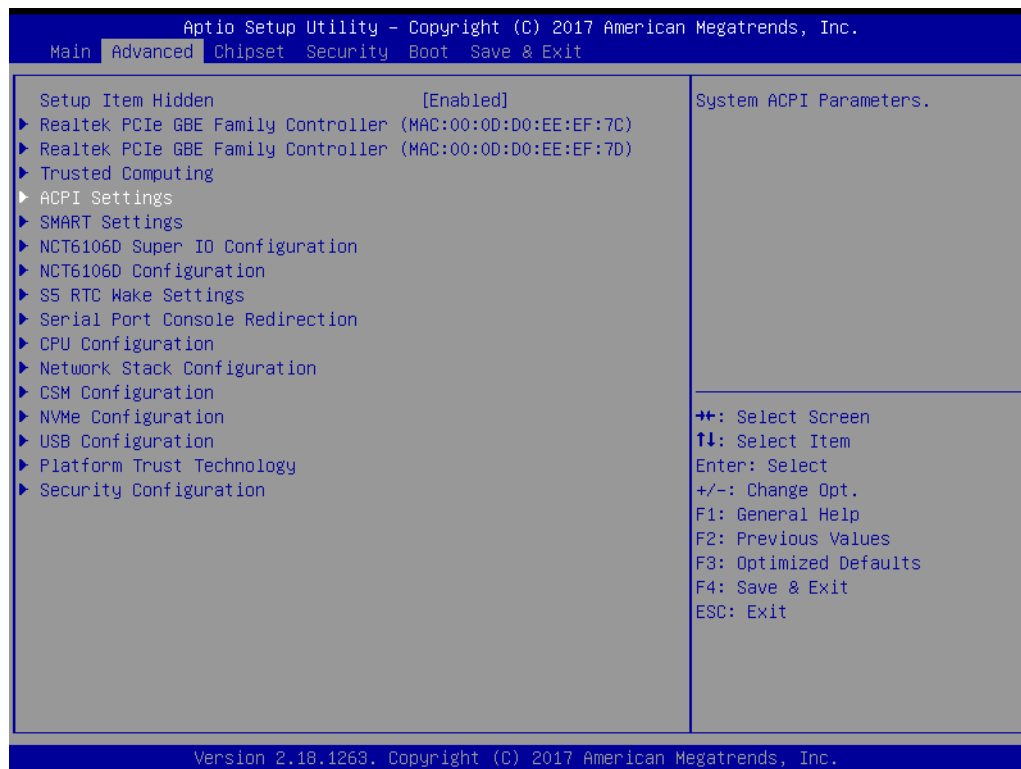 Aptio Setup Utility – Copyright (C) 2017 American Megatrends, Inc.
Main Advanced Chipset Security Boot Save & Exit
Setup Item Hidden [Enabled]
Realtek PCIe GBE Family Controller (MAC:00:0D:D0:EE:EF:7C)
Realtek PCIe GBE Family Controller (MAC:00:0D:D0:EE:EF:7D)
Trusted Computing
ACPI Settings
SMART Settings
NCT6106D Super IO Configuration
NCT6106D Configuration
S5 RTC Wake Settings
Serial Port Console Redirection
CPU Configuration
Network Stack Configuration
CSM Configuration
NVMe Configuration
USB Configuration
Platform Trust Technology
Security Configuration
System ACPI Parameters.
→←: Select Screen
↑↓: Select Item
Enter: Select
+/-: Change Opt.
F1: General Help
F2: Previous Values
F3: Optimized Defaults
F4: Save & Exit
ESC: Exit
Version 2.18.1263. Copyright (C) 2017 American Megatrends, Inc.